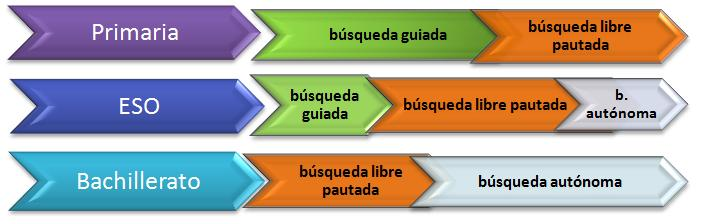 Primaria
búsqueda guiada
búsqueda libre
pautada
ESO
búsqueda
guiada
búsqueda libre pautada
b.
autónoma
Bachillerato
búsqueda libre
pautada
búsqueda autónoma